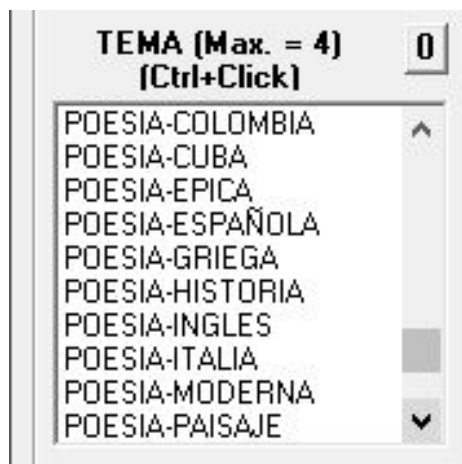 TEMA (Max. = 4)
(Ctrl+Click)
0
POESIA-COLOMBIA
POESIA-CUBA
POESIA-EPICA
POESIA-ESPAÑOLA
POESIA-GRIEGA
POESIA-HISTORIA
POESIA-INGLES
POESIA-ITALIA
POESIA-MODERNA
POESIA-PAISAJE